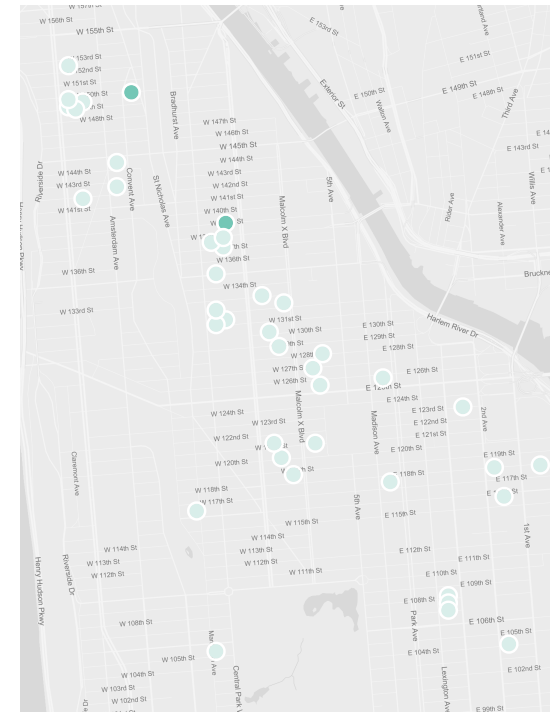 W 157th St
W 156th St
W 155th St
E 153rd St
153rd St
52nd St
W 151st St
W 148th St
E 151st St
E 150th St
E 149th St
E 148th St
E 143rd St
Exterior St
Walton Ave
Third Ave
Bradhurst Ave
W 147th St
W 146th St
W 145th St
W 144th St
W 143rd St
W 142nd St
W 141st St
W 140th St
W 144th St
W 143rd St
W 141st St
Riverside Dr
Convent Ave
St Nicholas Ave
Amsterdam Ave
Malcolm X Blvd
5th Ave
Rider Ave
Alexander Ave
Willis Ave
W 136th St
W 136th St
W 134th St
W 133rd St
W 131st St
W 130th St
W 127th S
W 126th St
Bruckne
Harlem River Dr
E 130th St
E 129th St
E 128th St
E 126th St
E 125th St
E 124th St
E 123rd St
E 122nd St
E 121st St
E 120th St
E 119th St
118th St
E 117th St
E 115th St
W 124th St
W 123rd St
W 122nd St
W 120th St
W 118th St
W 117th St
W 115th St
W 114th St
W 113th St
W 112th St
W 111th St
W 114th St
W 113th St
W 112th St
Malcolm X Blvd
Madison Ave
2nd Ave
1st Ave
5th Ave
Claremont Ave
Henry Hudson Pkwy
Riverside Dr
E 112th St
E 111th St
E 110th St
E 109th St
E 108th St
E 106th St
E 105th St
E 104th St
E 102nd St
E 99th St
Park Ave
Lexington Ave
W 108th St
W 105th St
W 104th St
W 103rd St
W 102nd St
Central Park